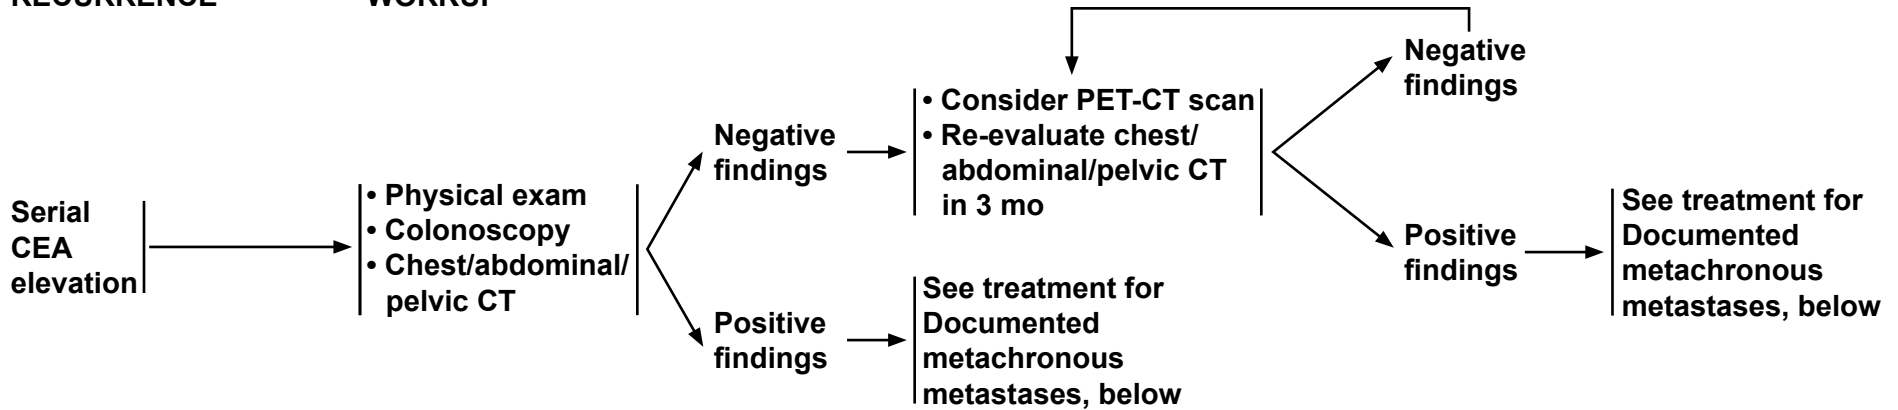 RECURRENCE
WORKUP
Serial
CEA
elevation
• Physical exam
• Colonoscopy
• Chest/abdominal/
pelvic CT
Negative
findings
Positive
findings
• Consider PET-CT scan
• Re-evaluate chest/
abdominal/pelvic CT
in 3 mo
See treatment for
Documented
metachronous
metastases, below
Negative
findings
Positive
findings
See treatment for
Documented
metachronous
metastases, below